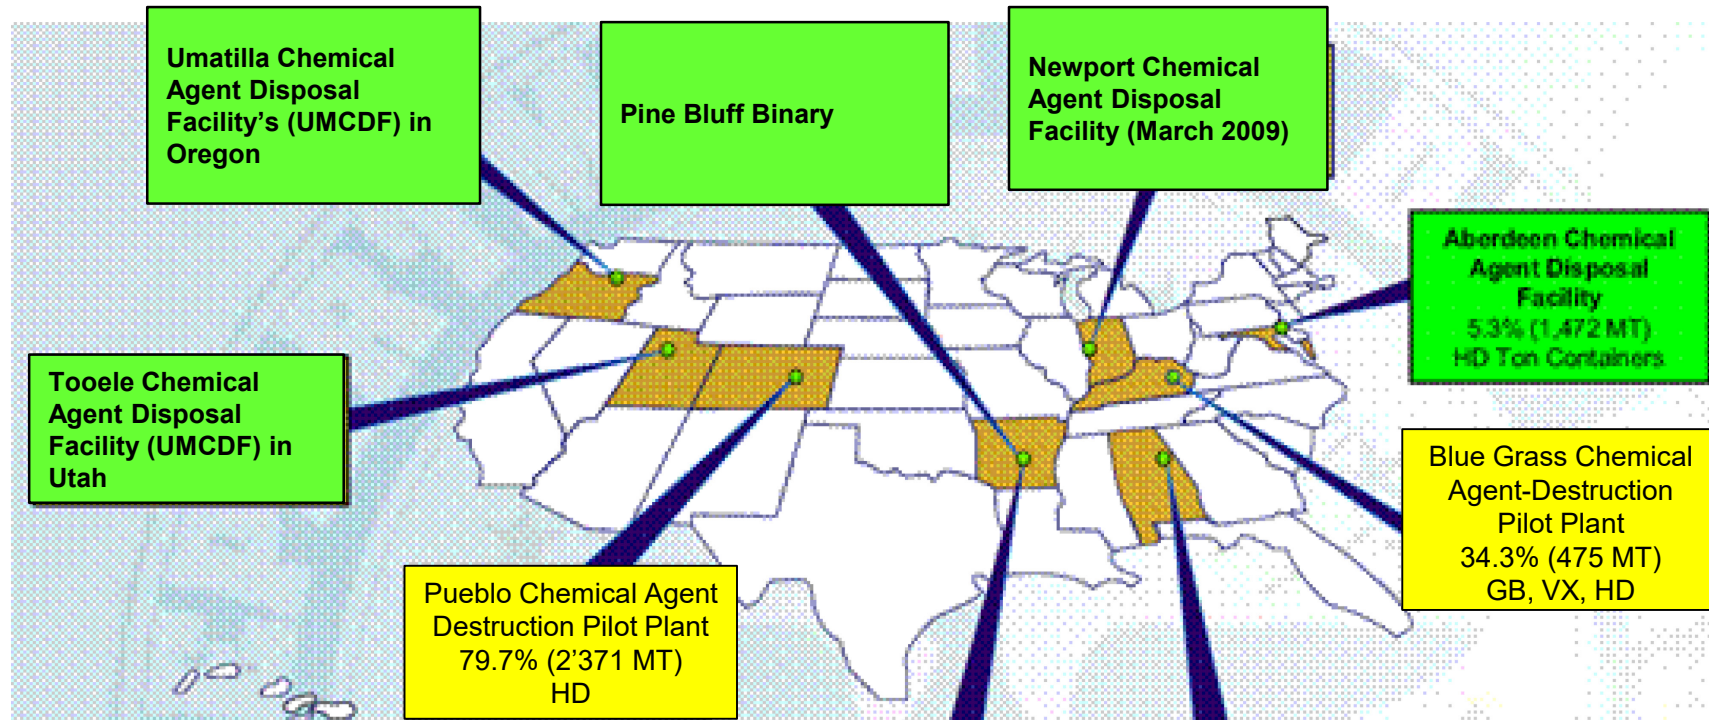 Umatilla Chemical
Agent Disposal
Facility’s (UMCDF) in
Oregon
Pine Bluff Binary
Newport Chemical
Agent Disposal
Facility (March 2009)
Aberdeen Chemical
Agent Disposal
Facility
5.3% (1,472 MT)
HD Ton Containers
Tooele Chemical
Agent Disposal
Facility (UMCDF) in
Utah
Blue Grass Chemical
Agent-Destruction
Pilot Plant
34.3% (475 MT)
GB, VX, HD
Pueblo Chemical Agent
Destruction Pilot Plant
79.7% (2’371 MT)
HD